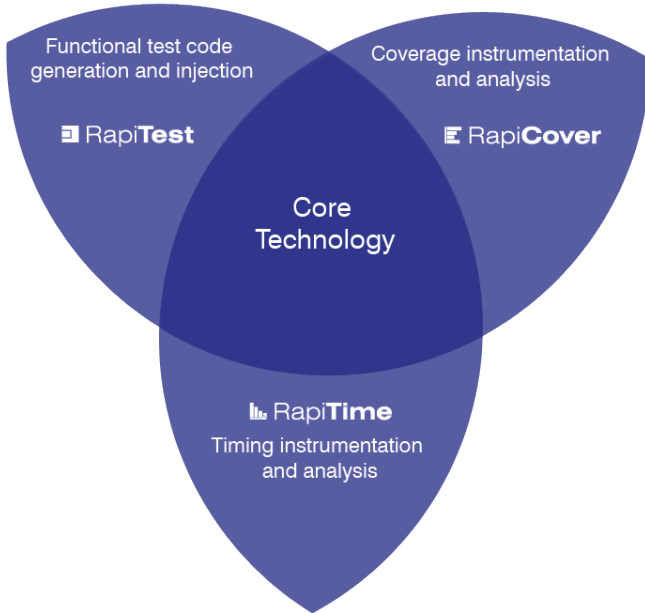 Functional test code
generation and injection
RapiTest
Coverage instrumentation
and analysis
RapiCover
Core
Technology
RapiTime
Timing instrumentation
and analysis